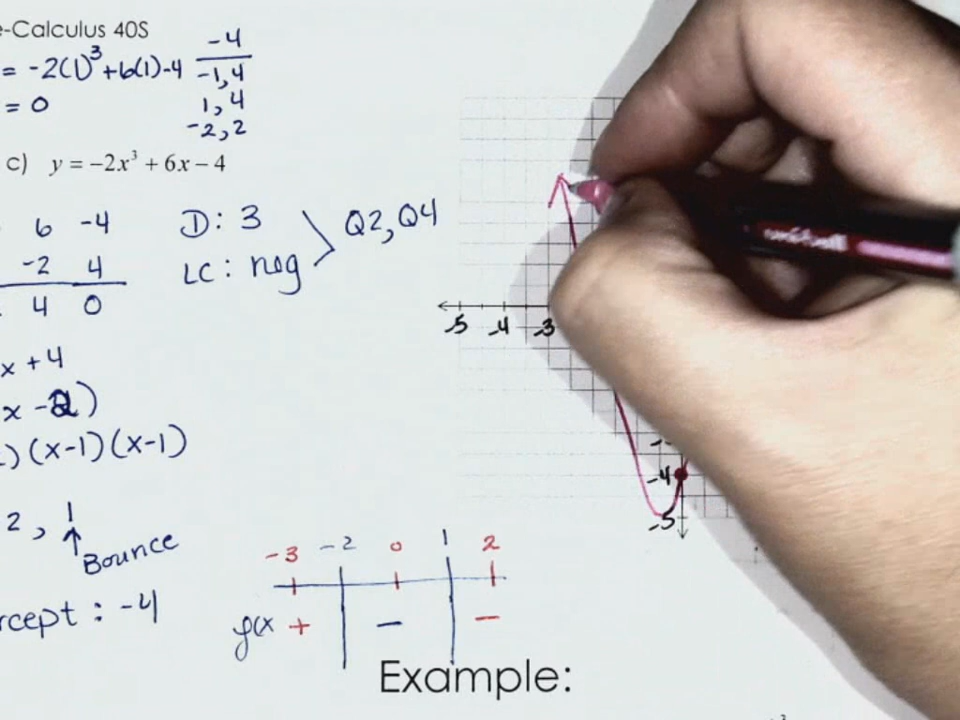 e-Calculus 40S
-4
= -2(1)³+6(1)-4
-1,4
= 0
1,4
-2,2
c) y = -2x³ + 6x - 4
6 -4
D: 3
Q2, Q4
-2 4
LC: neg
4 0
-5 -4 -3
x + 4
x - 2)
) (x-1)(x-1)
-4
-5
2, 1
Bounce
-3 -2 0 1 2
rcept: -4
f(x + - -
Example: